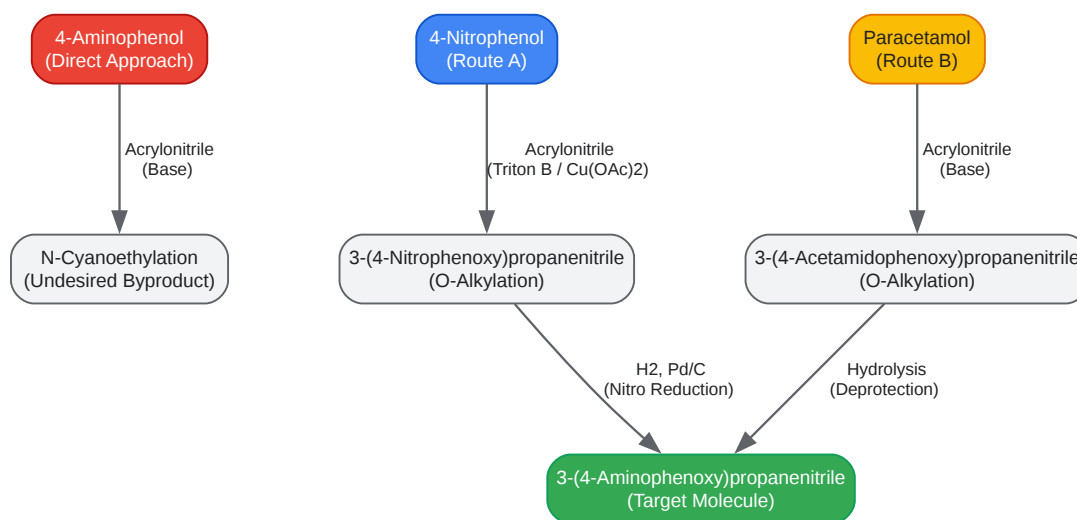 4-Aminophenol
(Direct Approach)
4-Nitrophenol
(Route A)
Paracetamol
(Route B)
Acrylonitrile
(Base)
Acrylonitrile
(Triton B / Cu(OAc)2)
Acrylonitrile
(Base)
N-Cyanoethylation
(Undesired Byproduct)
3-(4-Nitrophenoxy)propanenitrile
(O-Alkylation)
3-(4-Acetamidophenoxy)propanenitrile
(O-Alkylation)
H2, Pd/C
(Nitro Reduction)
Hydrolysis
(Deprotection)
3-(4-Aminophenoxy)propanenitrile
(Target Molecule)